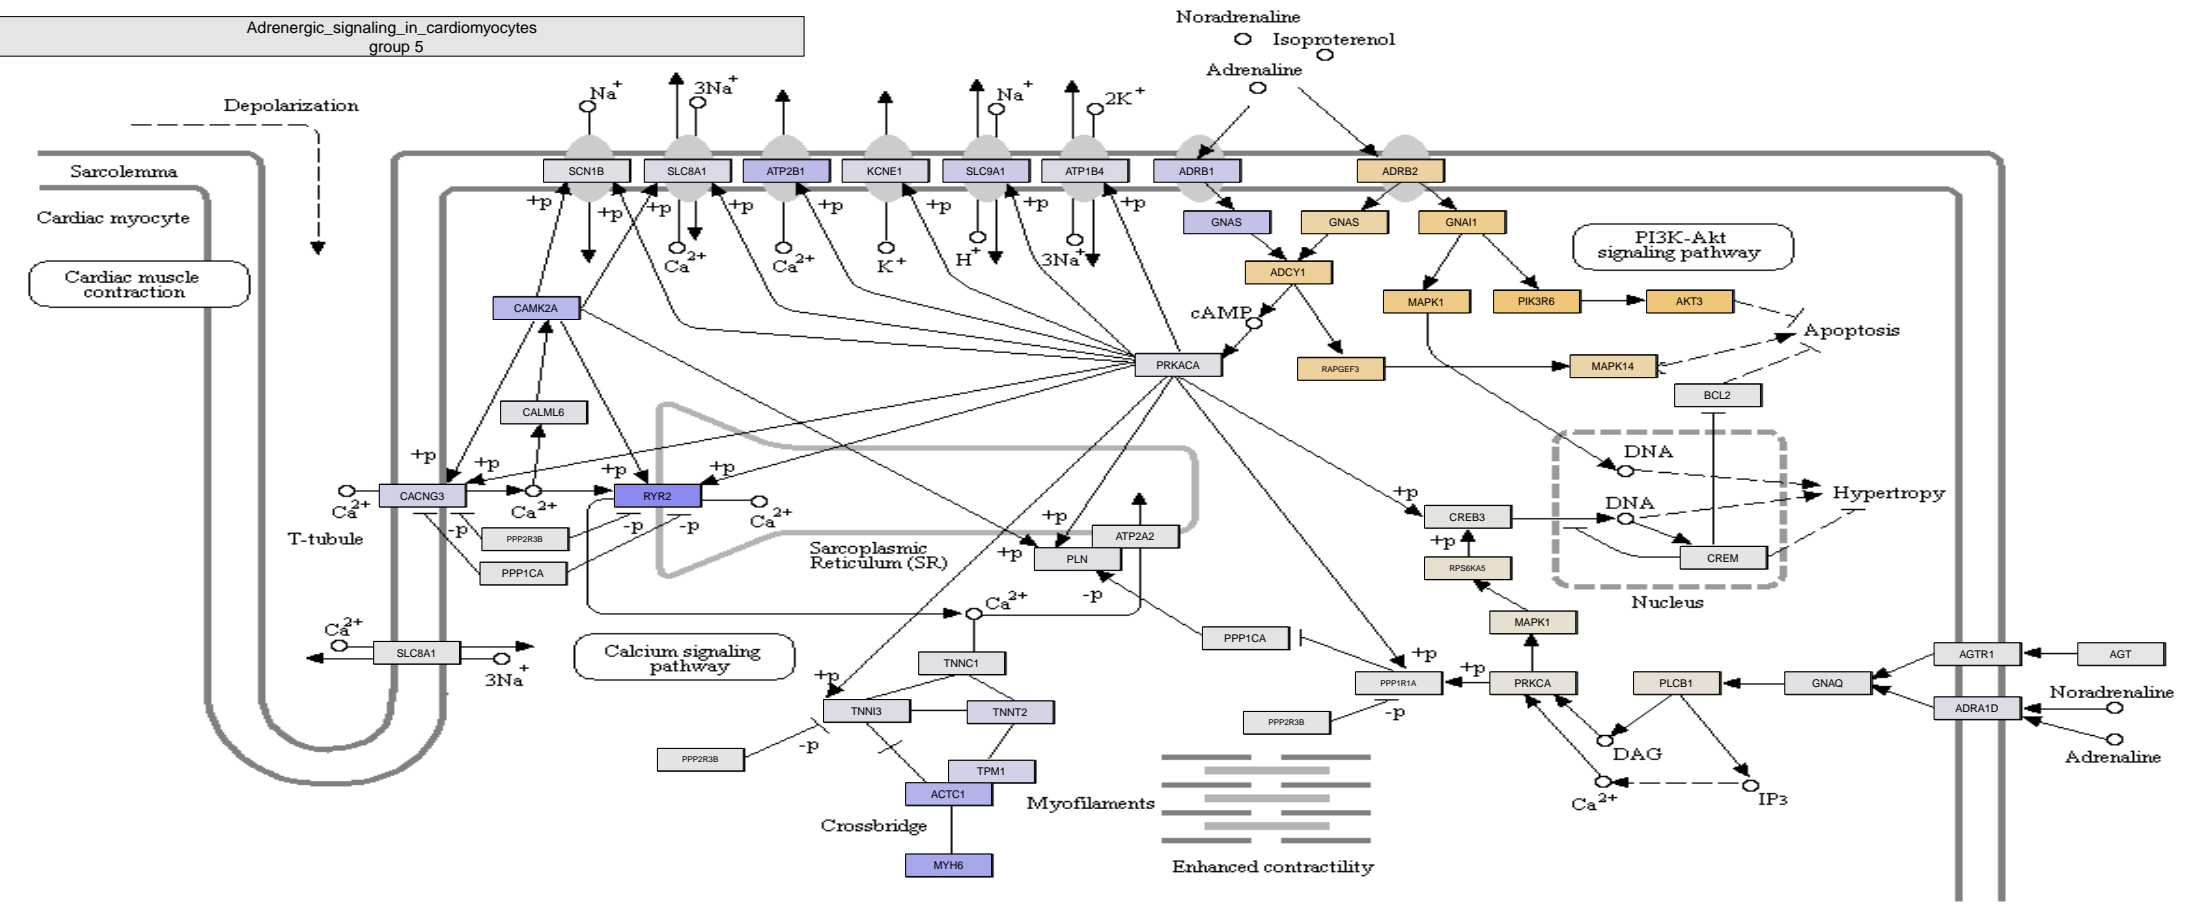 Adrenergic_signaling_in_cardiomyocytes
group 5
Noradrenaline
Isoproterenol
Adrenaline
Depolarization
Na+
3Na+
Na+
2K+
Sarcolemma
SCN1B
SLC8A1
ATP2B1
KCNE1
SLC9A1
ATP1B4
ADRB1
ADRB2
Cardiac myocyte
+p
+p
+p
+p
+p
+p
+p
+p
GNAS
GNAS
GNAI1
PI3K-Akt
signaling pathway
Ca2+
Ca2+
K+
H+
3Na+
Cardiac muscle
contraction
ADCY1
CAMK2A
cAMP
MAPK1
PIK3R6
AKT3
Apoptosis
PRKACA
RAPGEF3
MAPK14
BCL2
CALML6
+p
+p
+p
+p
DNA
CACNG3
RYR2
Ca2+
Ca2+
Ca2+
+p
DNA
Hypertropy
T-tubule
-p
-p
-p
PPP2R3B
PPP1CA
+p
+p
ATP2A2
PLN
-p
Sarcoplasmic
Reticulum (SR)
CREB3
+p
RPS6KA5
CREM
Nucleus
Ca2+
Ca2+
SLC8A1
3Na+
Calcium signaling
pathway
TNNC1
PPP1CA
MAPK1
+p
+p
+p
PPP1R1A
PRKCA
PLCB1
GNAQ
AGTR1
AGT
Noradrenaline
ADRA1D
Adrenaline
TNNI3
TNNT2
PPP2R3B
-p
PPP2R3B
-p
DAG
TPM1
ACTC1
Myofilaments
Ca2+
IP3
Crossbridge
MYH6
Enhanced contractility